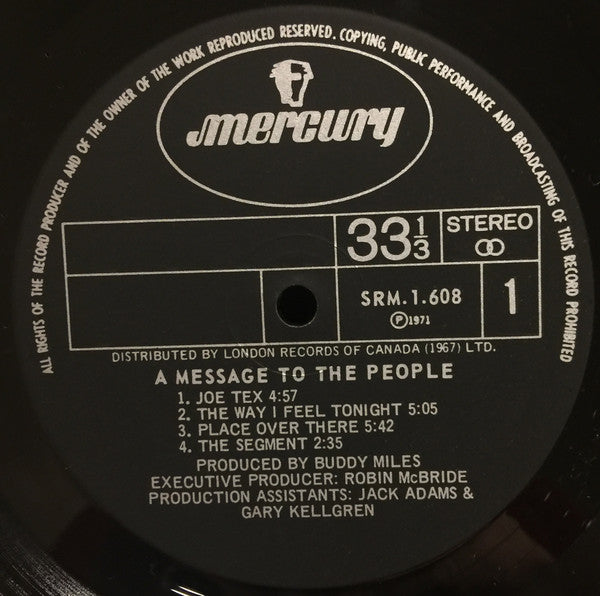 ALL RIGHTS OF THE RECORD PRODUCER AND OF THE OWNER OF THE WORK REPRODUCED RESERVED. COPYING, PUBLIC PERFORMANCE AND BROADCASTING OF THIS RECORD PROHIBITED
mercury
33 1/3
STEREO
SRM.1.608
1
Ⓟ1971
DISTRIBUTED BY LONDON RECORDS OF CANADA (1967) LTD.
A MESSAGE TO THE PEOPLE
1. JOE TEX 4:57
2. THE WAY I FEEL TONIGHT 5:05
3. PLACE OVER THERE 5:42
4. THE SEGMENT 2:35
PRODUCED BY BUDDY MILES
EXECUTIVE PRODUCER: ROBIN McBRIDE
PRODUCTION ASSISTANTS: JACK ADAMS &
GARY KELLGREN